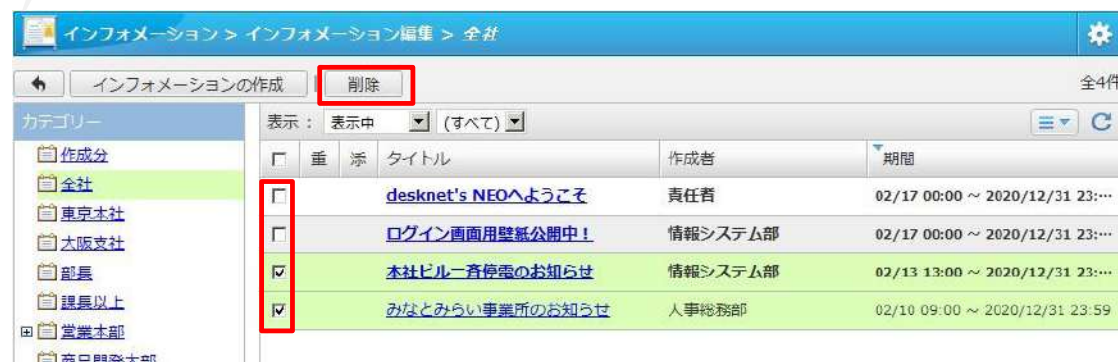 インフォメーション > インフォメーション編集 > 全社
インフォメーションの作成 | 削除 全4件
カテゴリー
作成分
全社
東京本社
大阪支社
部長
課長以上
営業本部
商品開発本部
表示： 表示中 (すべて)
重 添 タイトル 作成者 期間
desknet's NEOへようこそ 責任者 02/17 00:00 ～ 2020/12/31 23:…
ログイン画面用壁紙公開中！ 情報システム部 02/17 00:00 ～ 2020/12/31 23:…
本社ビル一斉停電のお知らせ 情報システム部 02/13 13:00 ～ 2020/12/31 23:…
みなとみらい事業所のお知らせ 人事総務部 02/10 09:00 ～ 2020/12/31 23:59